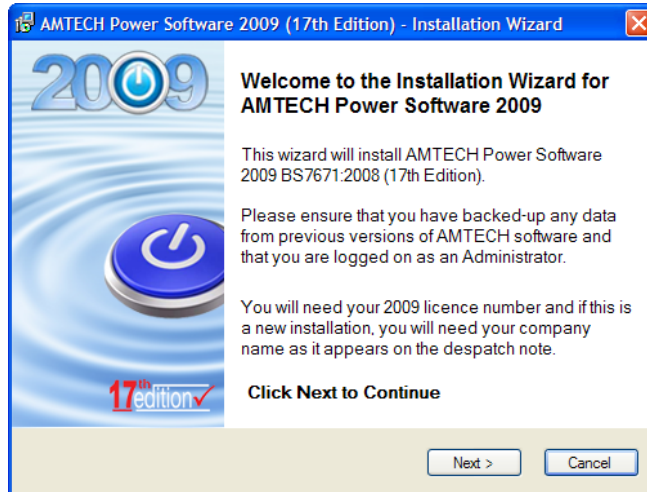 AMTECH Power Software 2009 (17th Edition) - Installation Wizard
2009
Welcome to the Installation Wizard for
AMTECH Power Software 2009
This wizard will install AMTECH Power Software
2009 BS7671:2008 (17th Edition).
Please ensure that you have backed-up any data
from previous versions of AMTECH software and
that you are logged on as an Administrator.
You will need your 2009 licence number and if this is
a new installation, you will need your company
name as it appears on the despatch note.
17th edition
Click Next to Continue
Next >
Cancel